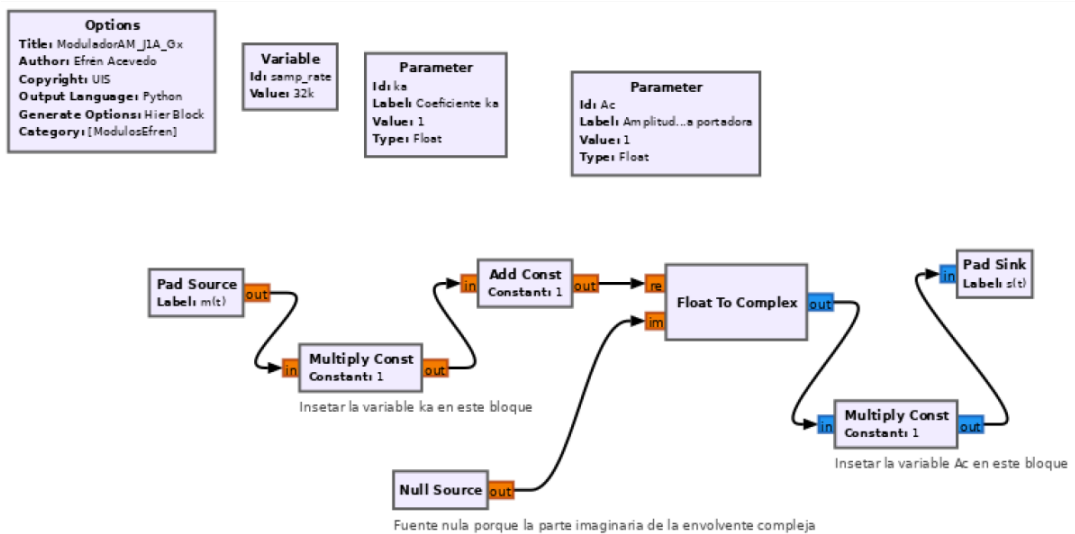 Options
Title: ModuladorAM_J1A_Gx
Author: Efrén Acevedo
Copyright: UIS
Output Language: Python
Generate Options: Hier Block
Category: [ModulosEfren]
Variable
Id: samp_rate
Value: 32k
Parameter
Id: ka
Label: Coeficiente ka
Value: 1
Type: Float
Parameter
Id: Ac
Label: Amplitud...a portadora
Value: 1
Type: Float
Pad Source
Label: m(t)
out
in
Multiply Const
Constant: 1
out
Insetar la variable ka en este bloque
in
Add Const
Constant: 1
out
re
im
Float To Complex
out
in
Pad Sink
Label: s(t)
in
Multiply Const
Constant: 1
out
Insetar la variable Ac en este bloque
Null Source
out
Fuente nula porque la parte imaginaria de la envolvente compleja